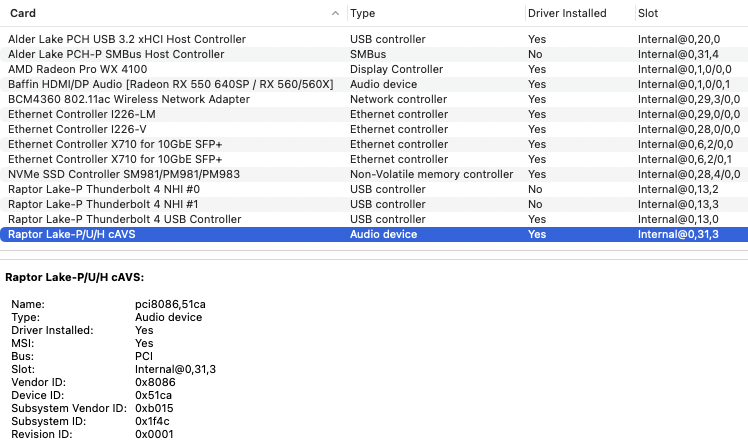 Card Type Driver Installed Slot
Alder Lake PCH USB 3.2 xHCI Host Controller USB controller Yes Internal@0,20,0
Alder Lake PCH-P SMBus Host Controller SMBus No Internal@0,31,4
AMD Radeon Pro WX 4100 Display Controller Yes Internal@0,1,0/0,0
Baffin HDMI/DP Audio [Radeon RX 550 640SP / RX 560/560X] Audio device Yes Internal@0,1,0/0,1
BCM4360 802.11ac Wireless Network Adapter Network controller Yes Internal@0,29,3/0,0
Ethernet Controller I226-LM Ethernet controller Yes Internal@0,29,0/0,0
Ethernet Controller I226-V Ethernet controller Yes Internal@0,28,0/0,0
Ethernet Controller X710 for 10GbE SFP+ Ethernet controller Yes Internal@0,6,2/0,0
Ethernet Controller X710 for 10GbE SFP+ Ethernet controller Yes Internal@0,6,2/0,1
NVMe SSD Controller SM981/PM981/PM983 Non-Volatile memory controller Yes Internal@0,28,4/0,0
Raptor Lake-P Thunderbolt 4 NHI #0 USB controller No Internal@0,13,2
Raptor Lake-P Thunderbolt 4 NHI #1 USB controller No Internal@0,13,3
Raptor Lake-P Thunderbolt 4 USB Controller USB controller Yes Internal@0,13,0
Raptor Lake-P/U/H cAVS Audio device Yes Internal@0,31,3
Raptor Lake-P/U/H cAVS:
Name: pci8086,51ca
Type: Audio device
Driver Installed: Yes
MSI: Yes
Bus: PCI
Slot: Internal@0,31,3
Vendor ID: 0x8086
Device ID: 0x51ca
Subsystem Vendor ID: 0xb015
Subsystem ID: 0x1f4c
Revision ID: 0x0001